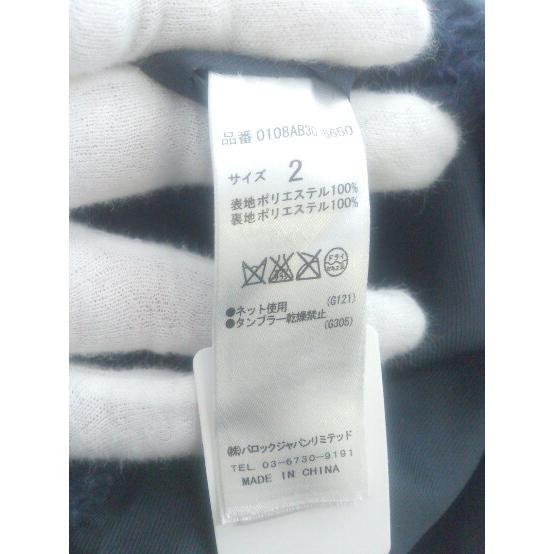 品番 0108AB30-6650
サイズ 2
表地ポリエステル100%
裏地ポリエステル100%
ドライ
●ネット使用 (G121)
●タンブラー乾燥禁止 (G305)
㈱バロックジャパンリミテッド
TEL 03-6730-9191
MADE IN CHINA